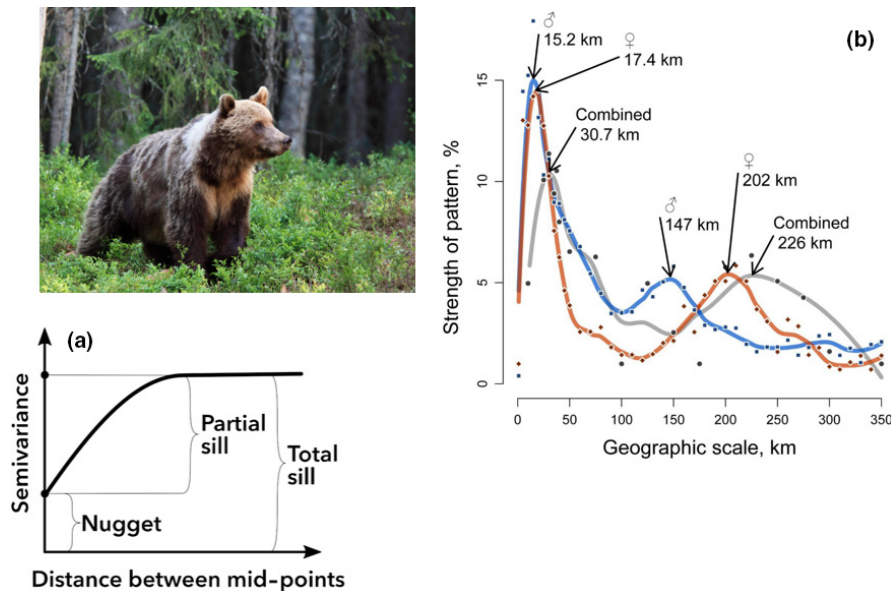 (a)
Semivariance
Partial
sill
Total
sill
Nugget
Distance between mid-points
(b)
♂
15.2 km
♀
17.4 km
Combined
30.7 km
♂
147 km
♀
202 km
Combined
226 km
Strength of pattern, %
15
10
5
0
0 50 100 150 200 250 300 350
Geographic scale, km